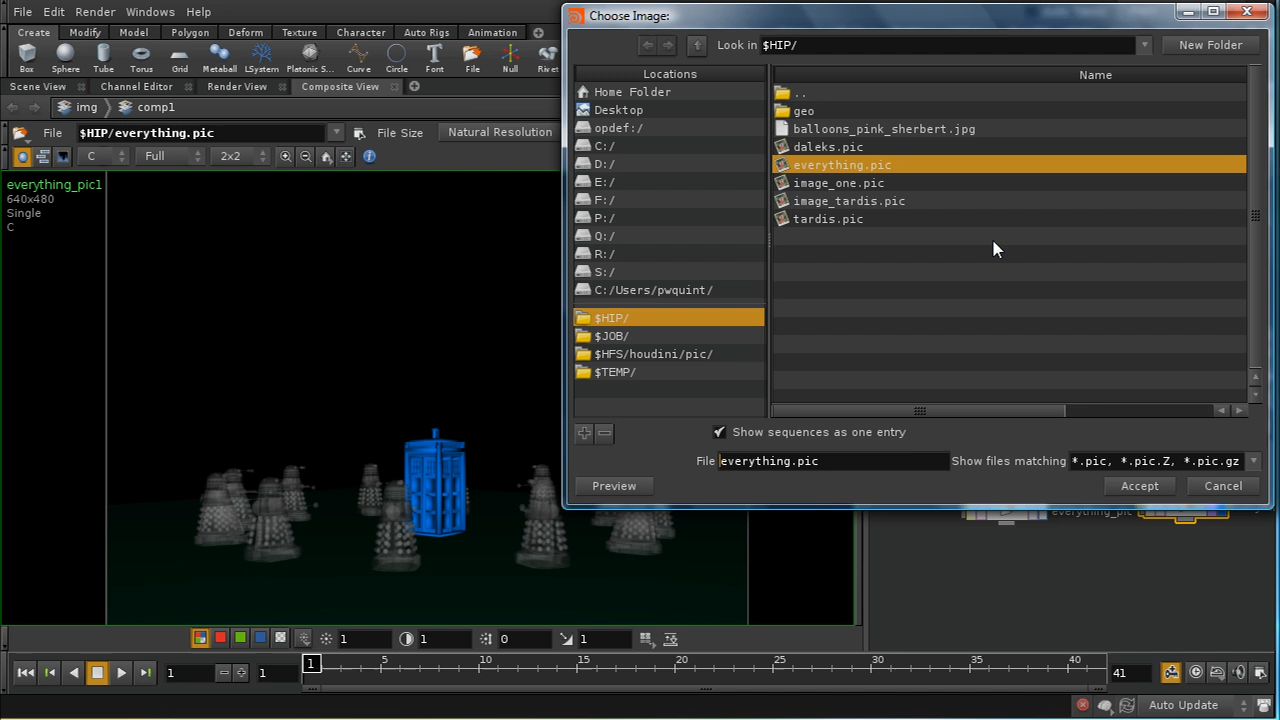 File Edit Render Windows Help
Create Modify Model Polygon Deform Texture Character Auto Rigs Animation
Box Sphere Tube Torus Grid Metaball LSystem Platonic S... Curve Circle Font File Null Rivet
Scene View Channel Editor Render View Composite View
img comp1
File $HIP/everything.pic File Size Natural Resolution
C Full 2x2
everything_pic1
640x480
Single
C
Choose Image:
Look in $HIP/ New Folder
Locations
Home Folder
Desktop
opdef:/
C:/
D:/
E:/
F:/
P:/
Q:/
R:/
S:/
C:/Users/pwquint/
$HIP/
$JOB/
$HFS/houdini/pic/
$TEMP/
Name
..
geo
balloons_pink_sherbert.jpg
daleks.pic
everything.pic
image_one.pic
image_tardis.pic
tardis.pic
Show sequences as one entry
File everything.pic Show files matching *.pic, *.pic.Z, *.pic.gz
Preview Accept Cancel
everything_pic
1 1 0 1
1 1 1 5 10 15 20 25 30 35 40 41
Auto Update